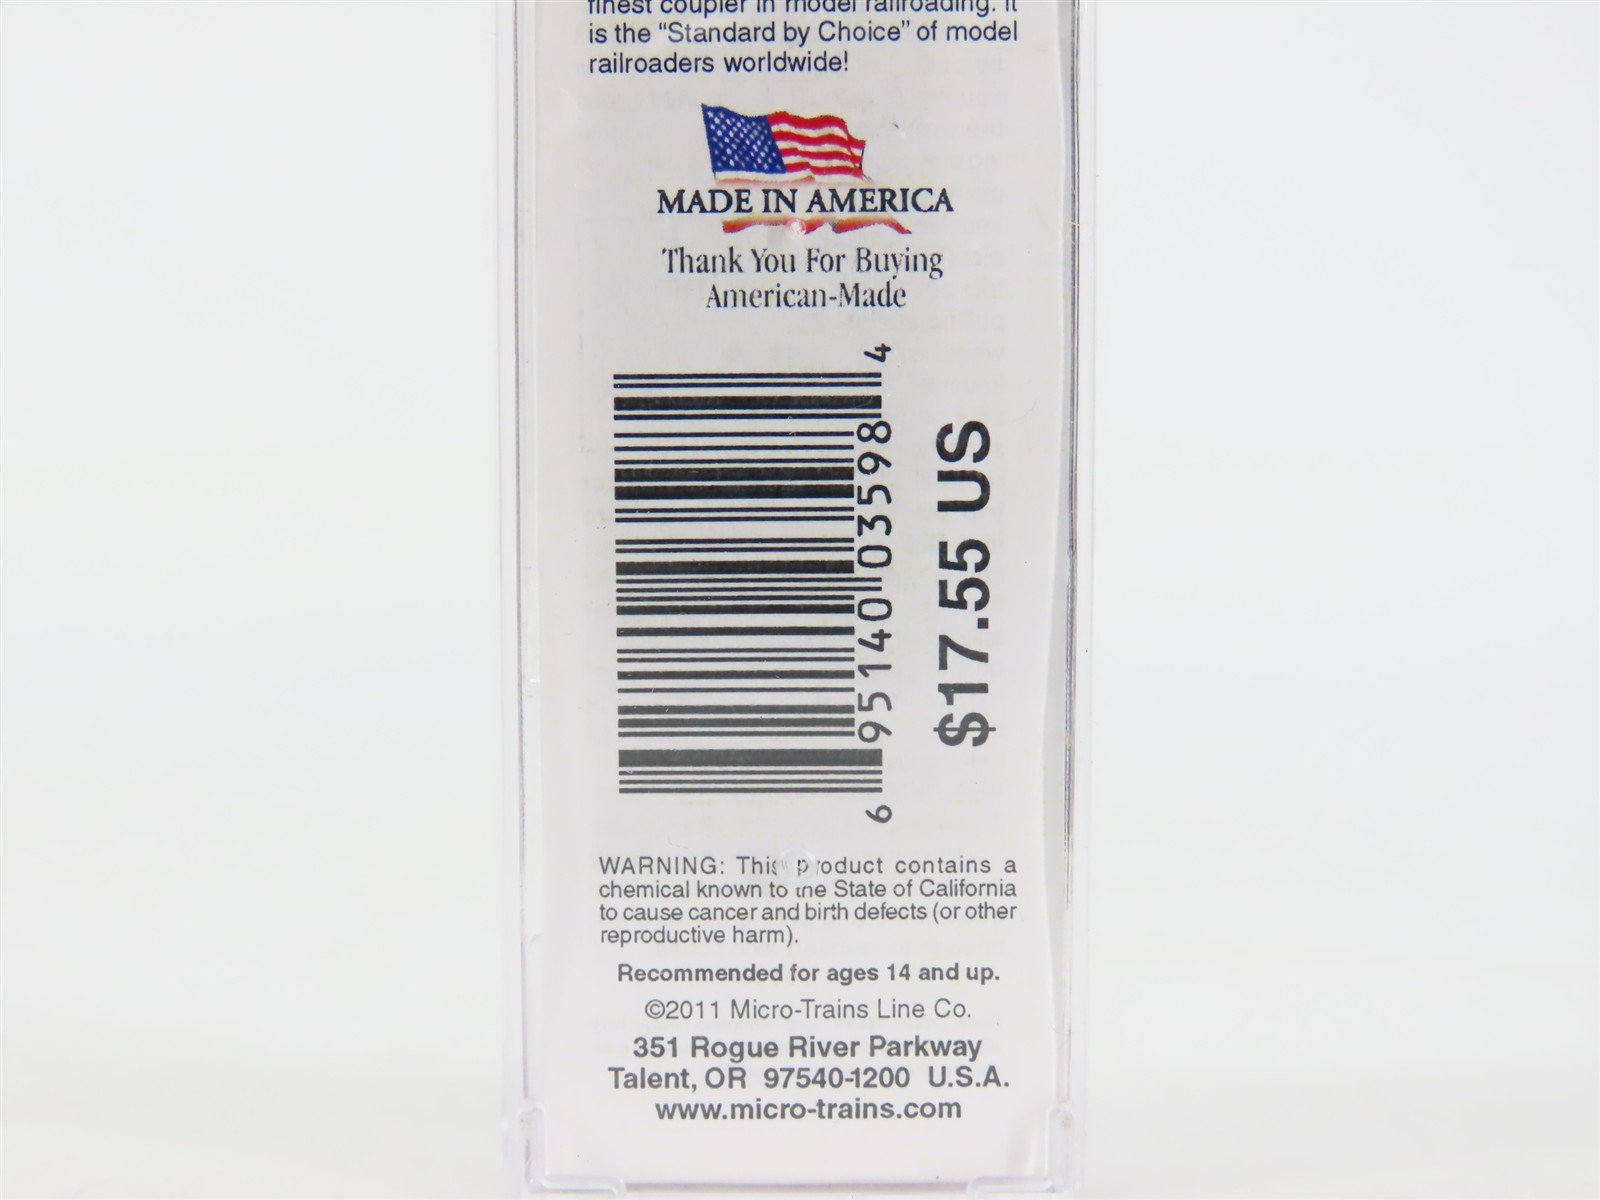 finest coupler in model railroading. It
is the “Standard by Choice” of model
railroaders worldwide!
MADE IN AMERICA
Thank You For Buying
American-Made
6 95140 03598 4
$17.55 US
WARNING: This product contains a
chemical known to the State of California
to cause cancer and birth defects (or other
reproductive harm).
Recommended for ages 14 and up.
©2011 Micro-Trains Line Co.
351 Rogue River Parkway
Talent, OR 97540-1200 U.S.A.
www.micro-trains.com